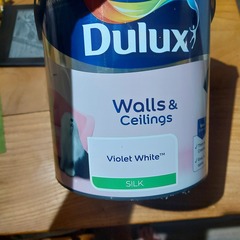 Dulux
Walls &
Ceilings
Violet White™
SILK